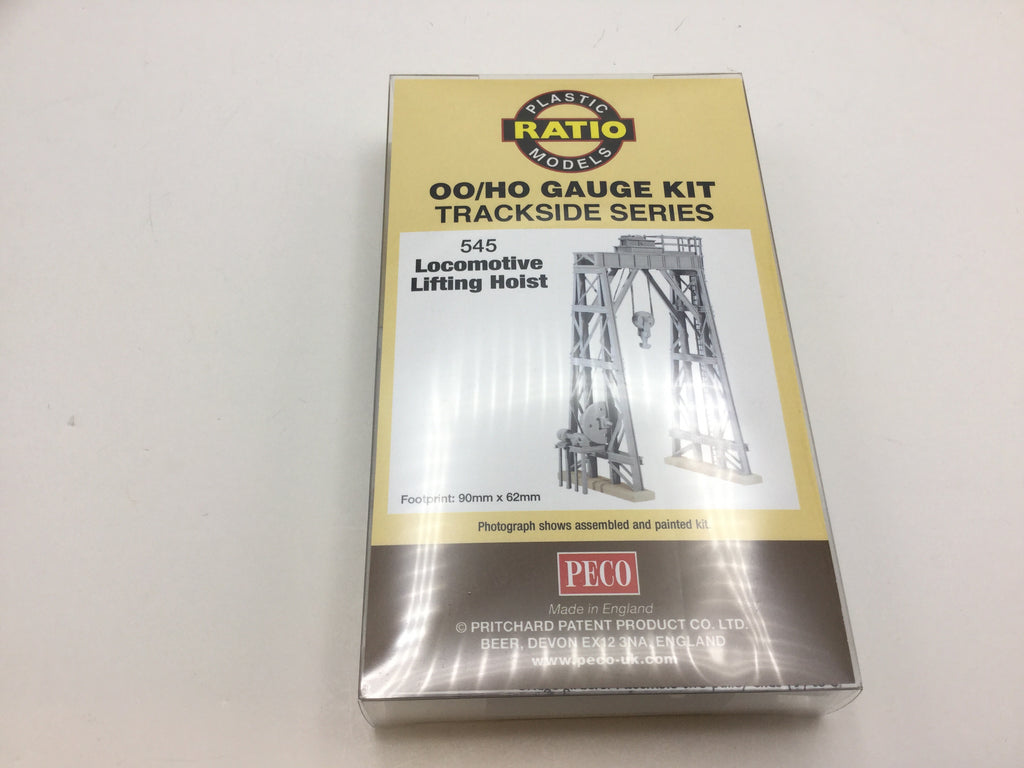 PLASTIC
RATIO
MODELS
OO/HO GAUGE KIT
TRACKSIDE SERIES
545
Locomotive
Lifting Hoist
Footprint: 90mm x 62mm
Photograph shows assembled and painted kit.
PECO
Made in England
© PRITCHARD PATENT PRODUCT CO. LTD.
BEER, DEVON EX12 3NA, ENGLAND
www.peco-uk.com